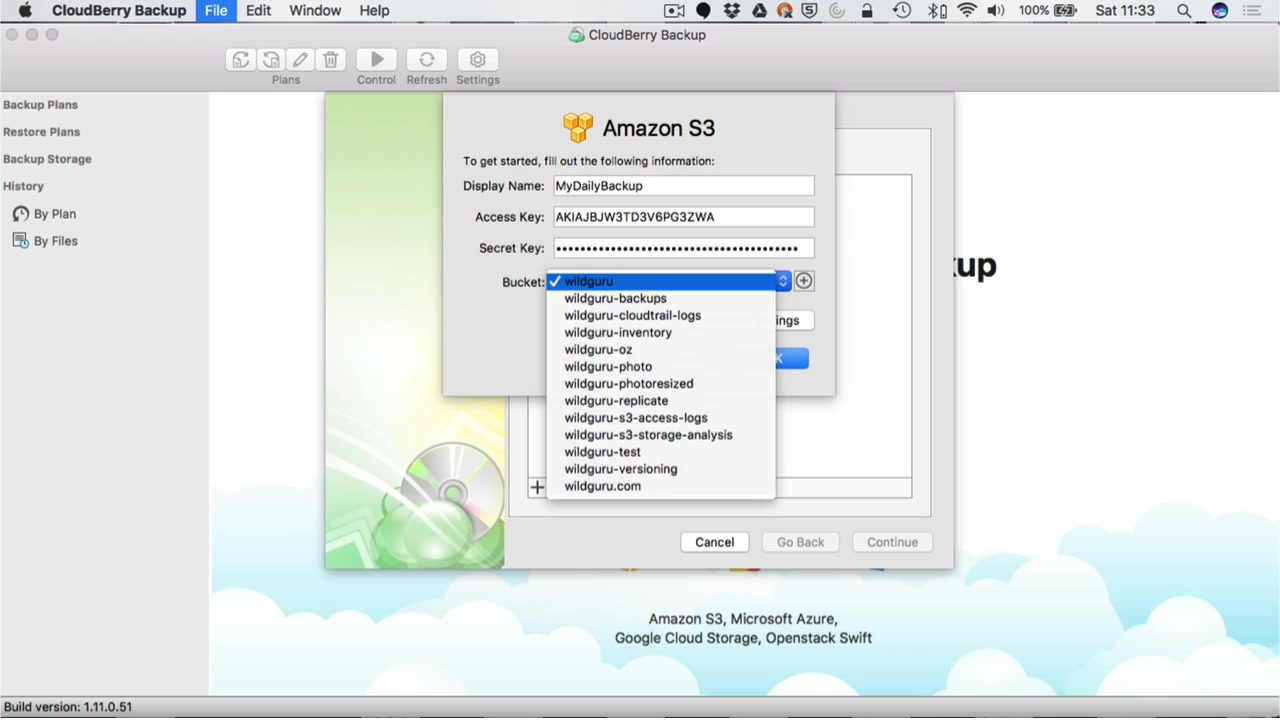 CloudBerry Backup File Edit Window Help 100% Sat 11:33
CloudBerry Backup
Plans Control Refresh Settings
Backup Plans
Restore Plans
Backup Storage
History
By Plan
By Files
Amazon S3
To get started, fill out the following information:
Display Name: MyDailyBackup
Access Key: AKIAJBJW3TD3V6PG3ZWA
Secret Key: ••••••••••••••••••••••••••••••••••••••••
Bucket: wildguru
wildguru-backups
wildguru-cloudtrail-logs
wildguru-inventory
wildguru-oz
wildguru-photo
wildguru-photoresized
wildguru-replicate
wildguru-s3-access-logs
wildguru-s3-storage-analysis
wildguru-test
wildguru-versioning
wildguru.com
Cancel Go Back Continue
Amazon S3, Microsoft Azure,
Google Cloud Storage, Openstack Swift
Build version: 1.11.0.51